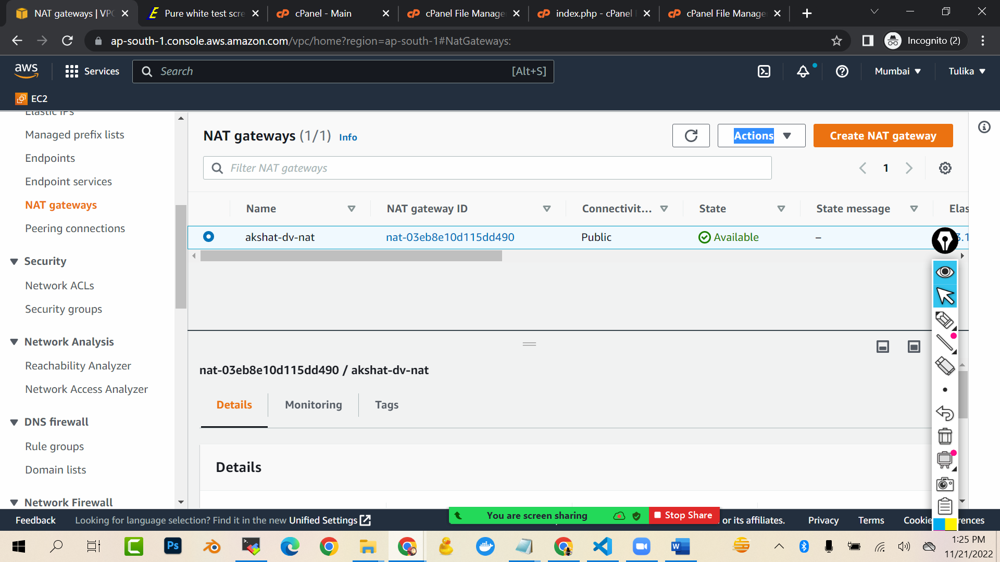 NAT gateways | VPC
Pure white test scre
cPanel - Main
cPanel File Manage
index.php - cPanel
cPanel File Manage
ap-south-1.console.aws.amazon.com/vpc/home?region=ap-south-1#NatGateways:
Incognito (2)
aws
Services
Search
[Alt+S]
Mumbai
Tulika
EC2
Elastic IPs
Managed prefix lists
Endpoints
Endpoint services
NAT gateways
Peering connections
Security
Network ACLs
Security groups
Network Analysis
Reachability Analyzer
Network Access Analyzer
DNS firewall
Rule groups
Domain lists
Network Firewall
NAT gateways (1/1) Info
Actions
Create NAT gateway
Filter NAT gateways
1
Name
NAT gateway ID
Connectivit...
State
State message
Elas
akshat-dv-nat
nat-03eb8e10d115dd490
Public
Available
–
3.1
nat-03eb8e10d115dd490 / akshat-dv-nat
Details
Monitoring
Tags
Details
Feedback
Looking for language selection? Find it in the new Unified Settings
You are screen sharing
Stop Share
or its affiliates.
Privacy
Terms
Cookie
rences
Ps
W
1:25 PM
11/21/2022